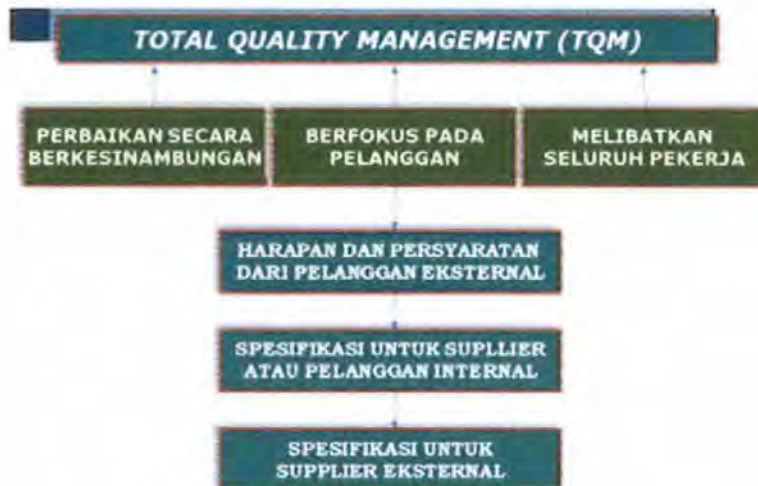 TOTAL QUALITY MANAGEMENT (TQM)
PERBAIKAN SECARA
BERKESINAMBUNGAN
BERFOKUS PADA
PELANGGAN
MELIBATKAN
SELURUH PEKERJA
HARAPAN DAN PERSYARATAN
DARI PELANGGAN EKSTERNAL
SPESIFIKASI UNTUK SUPLLIER
ATAU PELANGGAN INTERNAL
SPESIFIKASI UNTUK
SUPPLIER EKSTERNAL